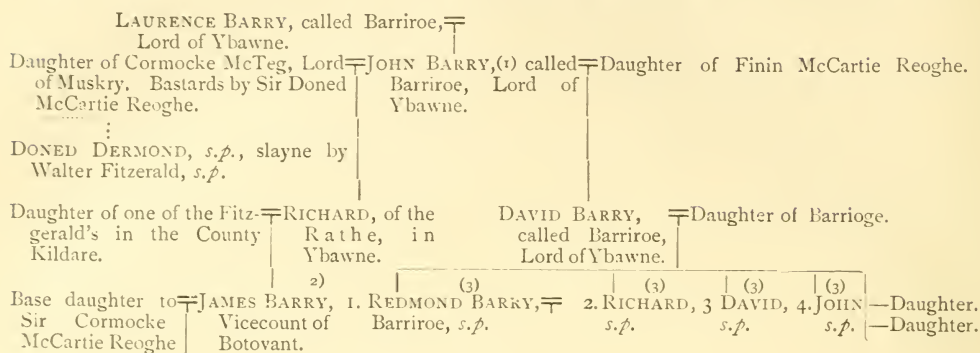 LAURENCE BARRY, called Barriroe,
Lord of Ybawne.
Daughter of Cormocke McTeg, Lord
of Muskry. Bastards by Sir Doned
McCartie Reoghe.
JOHN BARRY,(1) called
Barriroe, Lord of
Ybawne.
Daughter of Finin McCartie Reoghe.
DONED DERMOND, s.p., slayne by
Walter Fitzerald, s.p.
Daughter of one of the Fitz-
gerald's in the County
Kildare.
RICHARD, of the
Rathe, in
Ybawne.
DAVID BARRY,
called Barriroe,
Lord of Ybawne.
Daughter of Barrioge.
2) (3) (3) (3) (3)
Base daughter to
Sir Cormocke
McCartie Reoghe
JAMES BARRY,
Vicecount of
Botovant.
1. REDMOND BARRY,
Barriroe, s.p.
2. RICHARD,
s.p.
3 DAVID,
s.p.
4. JOHN
s.p.
—Daughter.
—Daughter.